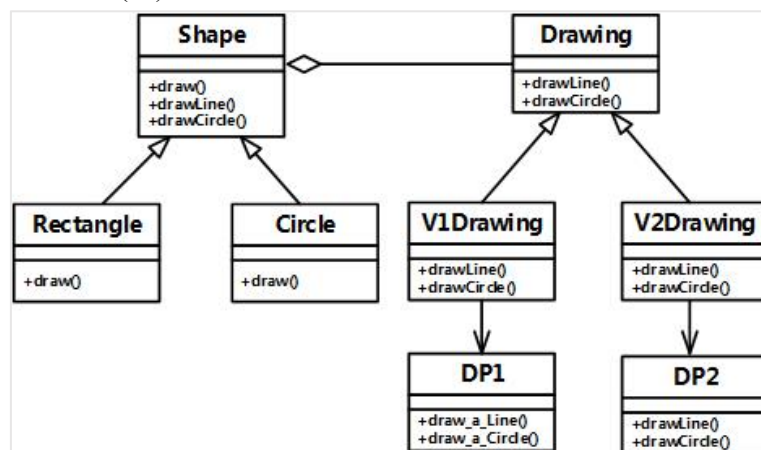 Shape
+draw()
+drawLine()
+drawCircle()
Drawing
+drawLine()
+drawCircle()
Rectangle
+draw()
Circle
+draw()
V1Drawing
+drawLine()
+drawCircle()
V2Drawing
+drawLine()
+drawCircle()
DP1
+draw_a_Line()
+draw_a_Circle()
DP2
+drawLine()
+drawCircle()